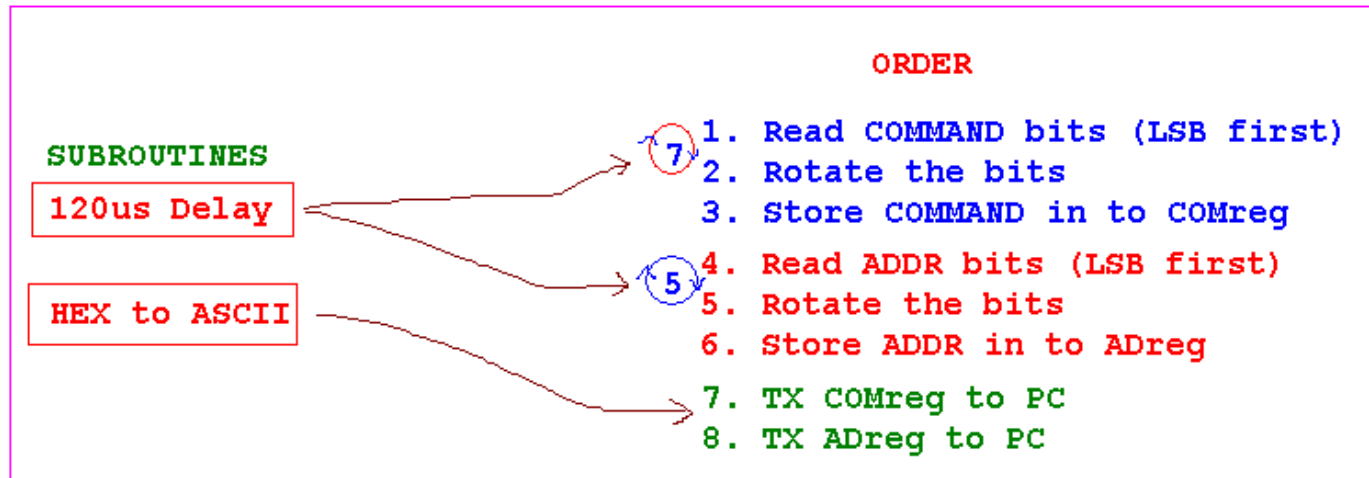 ORDER
SUBROUTINES
120us Delay
HEX to ASCII
7
1. Read COMMAND bits (LSB first)
2. Rotate the bits
3. Store COMMAND in to COMreg
5
4. Read ADDR bits (LSB first)
5. Rotate the bits
6. Store ADDR in to ADreg
7. TX COMreg to PC
8. TX ADreg to PC